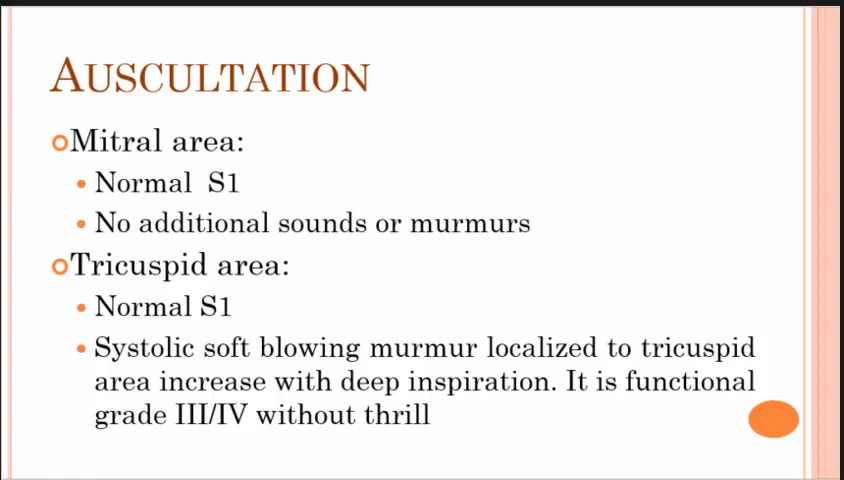 AUSCULTATION
Mitral area:
Normal S1
No additional sounds or murmurs
Tricuspid area:
Normal S1
Systolic soft blowing murmur localized to tricuspid
area increase with deep inspiration. It is functional
grade III/IV without thrill